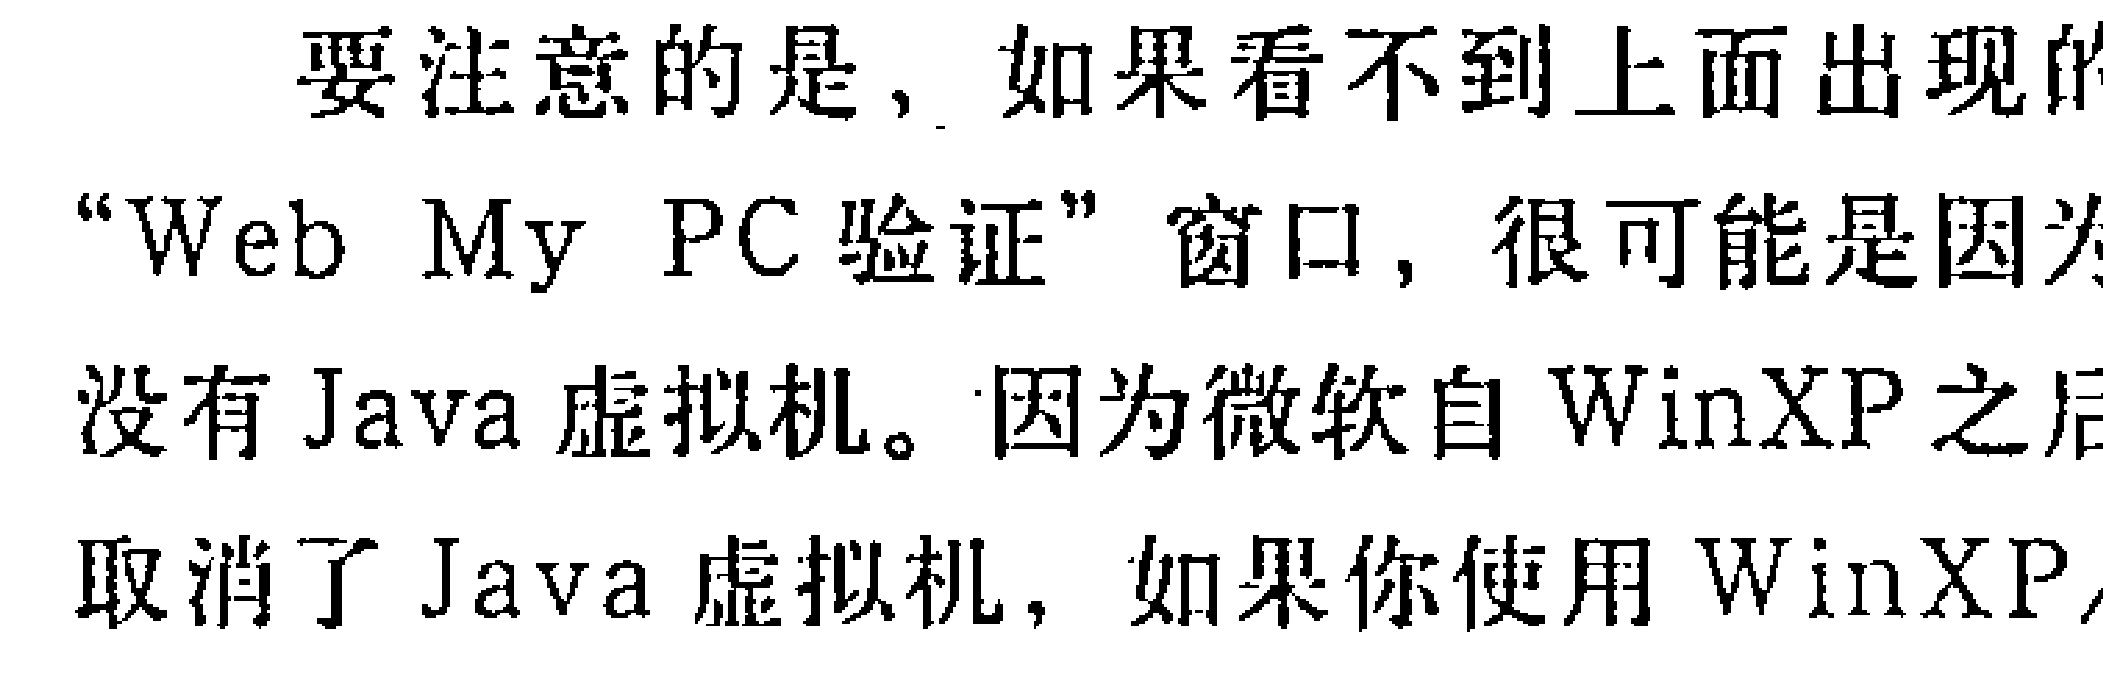 要注意的是，如果看不到上面出现的
“Web My PC验证”窗口，很可能是因为
没有Java虚拟机。因为微软自WinXP之后
取消了Java虚拟机，如果你使用WinXP/